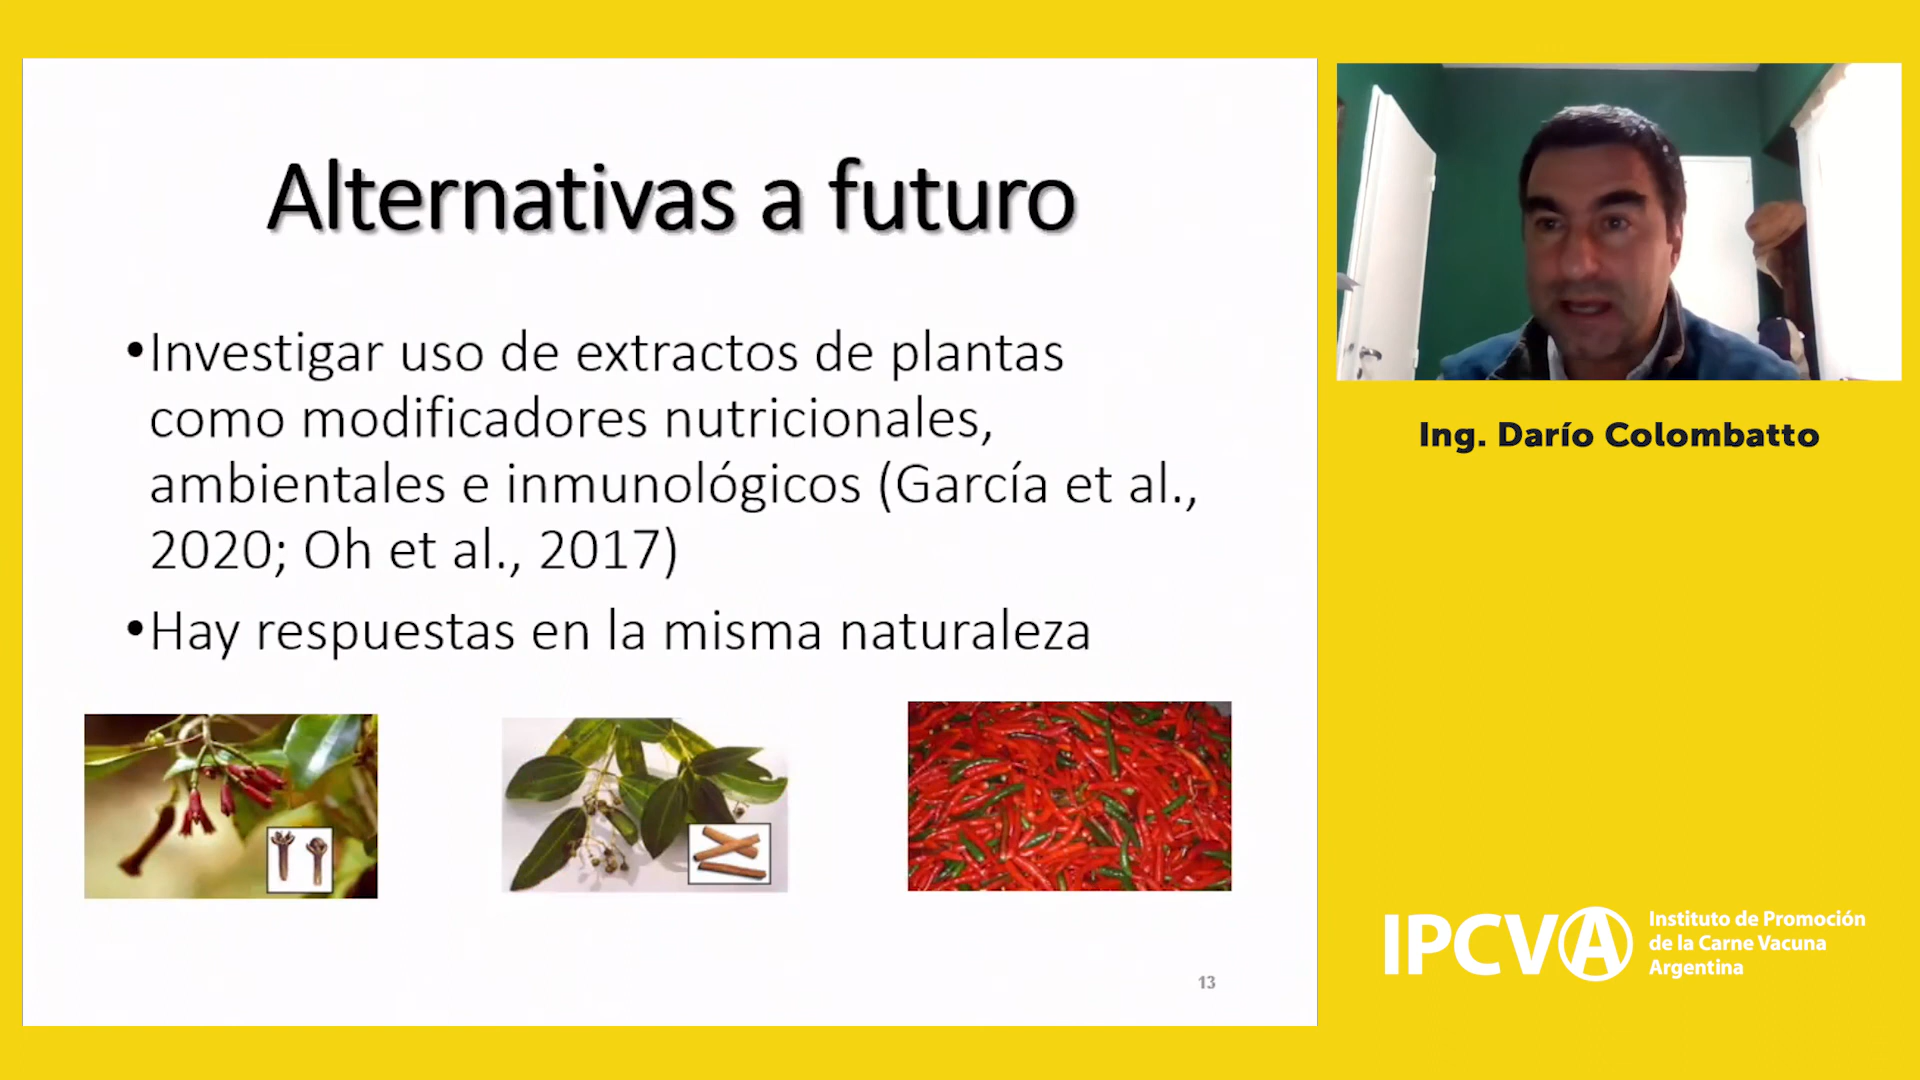 Alternativas a futuro
•Investigar uso de extractos de plantas
como modificadores nutricionales,
ambientales e inmunológicos (García et al.,
2020; Oh et al., 2017)
•Hay respuestas en la misma naturaleza
13
Ing. Darío Colombatto
IPCVA
Instituto de Promoción
de la Carne Vacuna
Argentina